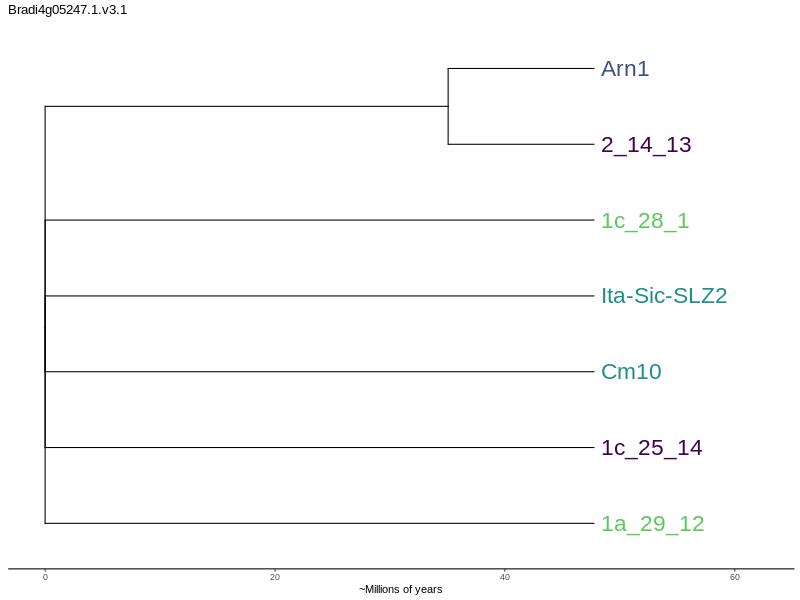 Bradi4g05247.1.v3.1
Arn1
2_14_13
1c_28_1
Ita-Sic-SLZ2
Cm10
1c_25_14
1a_29_12
0 20 40 60
~Millions of years